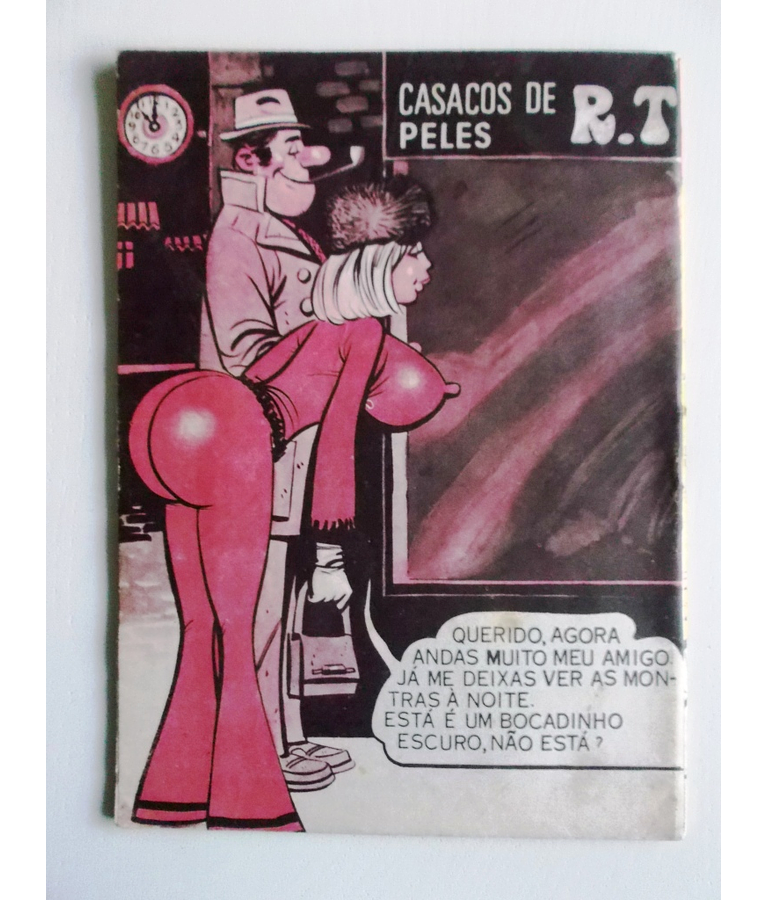 CASACOS DE
PELES
R.T
QUERIDO, AGORA
ANDAS MUITO MEU AMIGO.
JÁ ME DEIXAS VER AS MON-
TRAS À NOITE.
ESTÁ É UM BOCADINHO
ESCURO, NÃO ESTÁ?